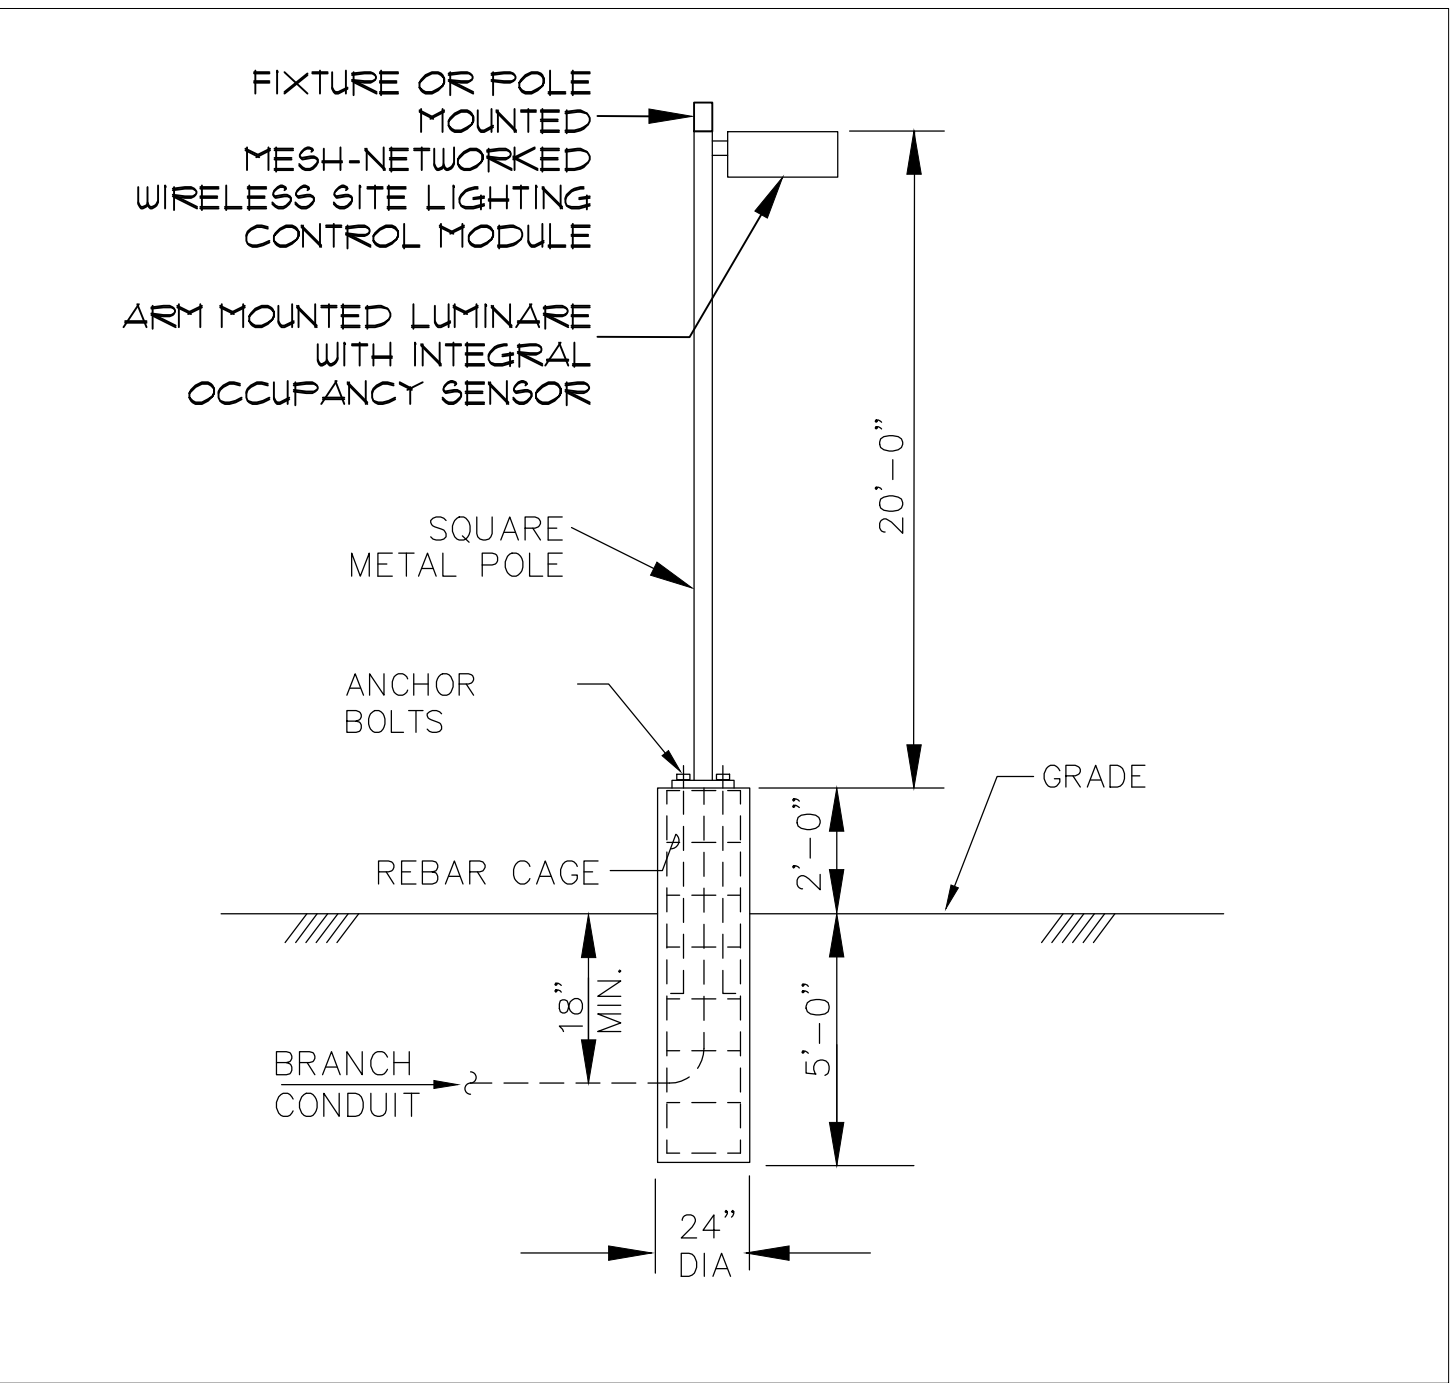 FIXTURE OR POLE
MOUNTED
MESH-NETWORKED
WIRELESS SITE LIGHTING
CONTROL MODULE
ARM MOUNTED LUMINARE
WITH INTEGRAL
OCCUPANCY SENSOR
20'-0"
SQUARE
METAL POLE
ANCHOR
BOLTS
GRADE
2'-0"
REBAR CAGE
18"
MIN.
5'-0"
BRANCH
CONDUIT
24"
DIA